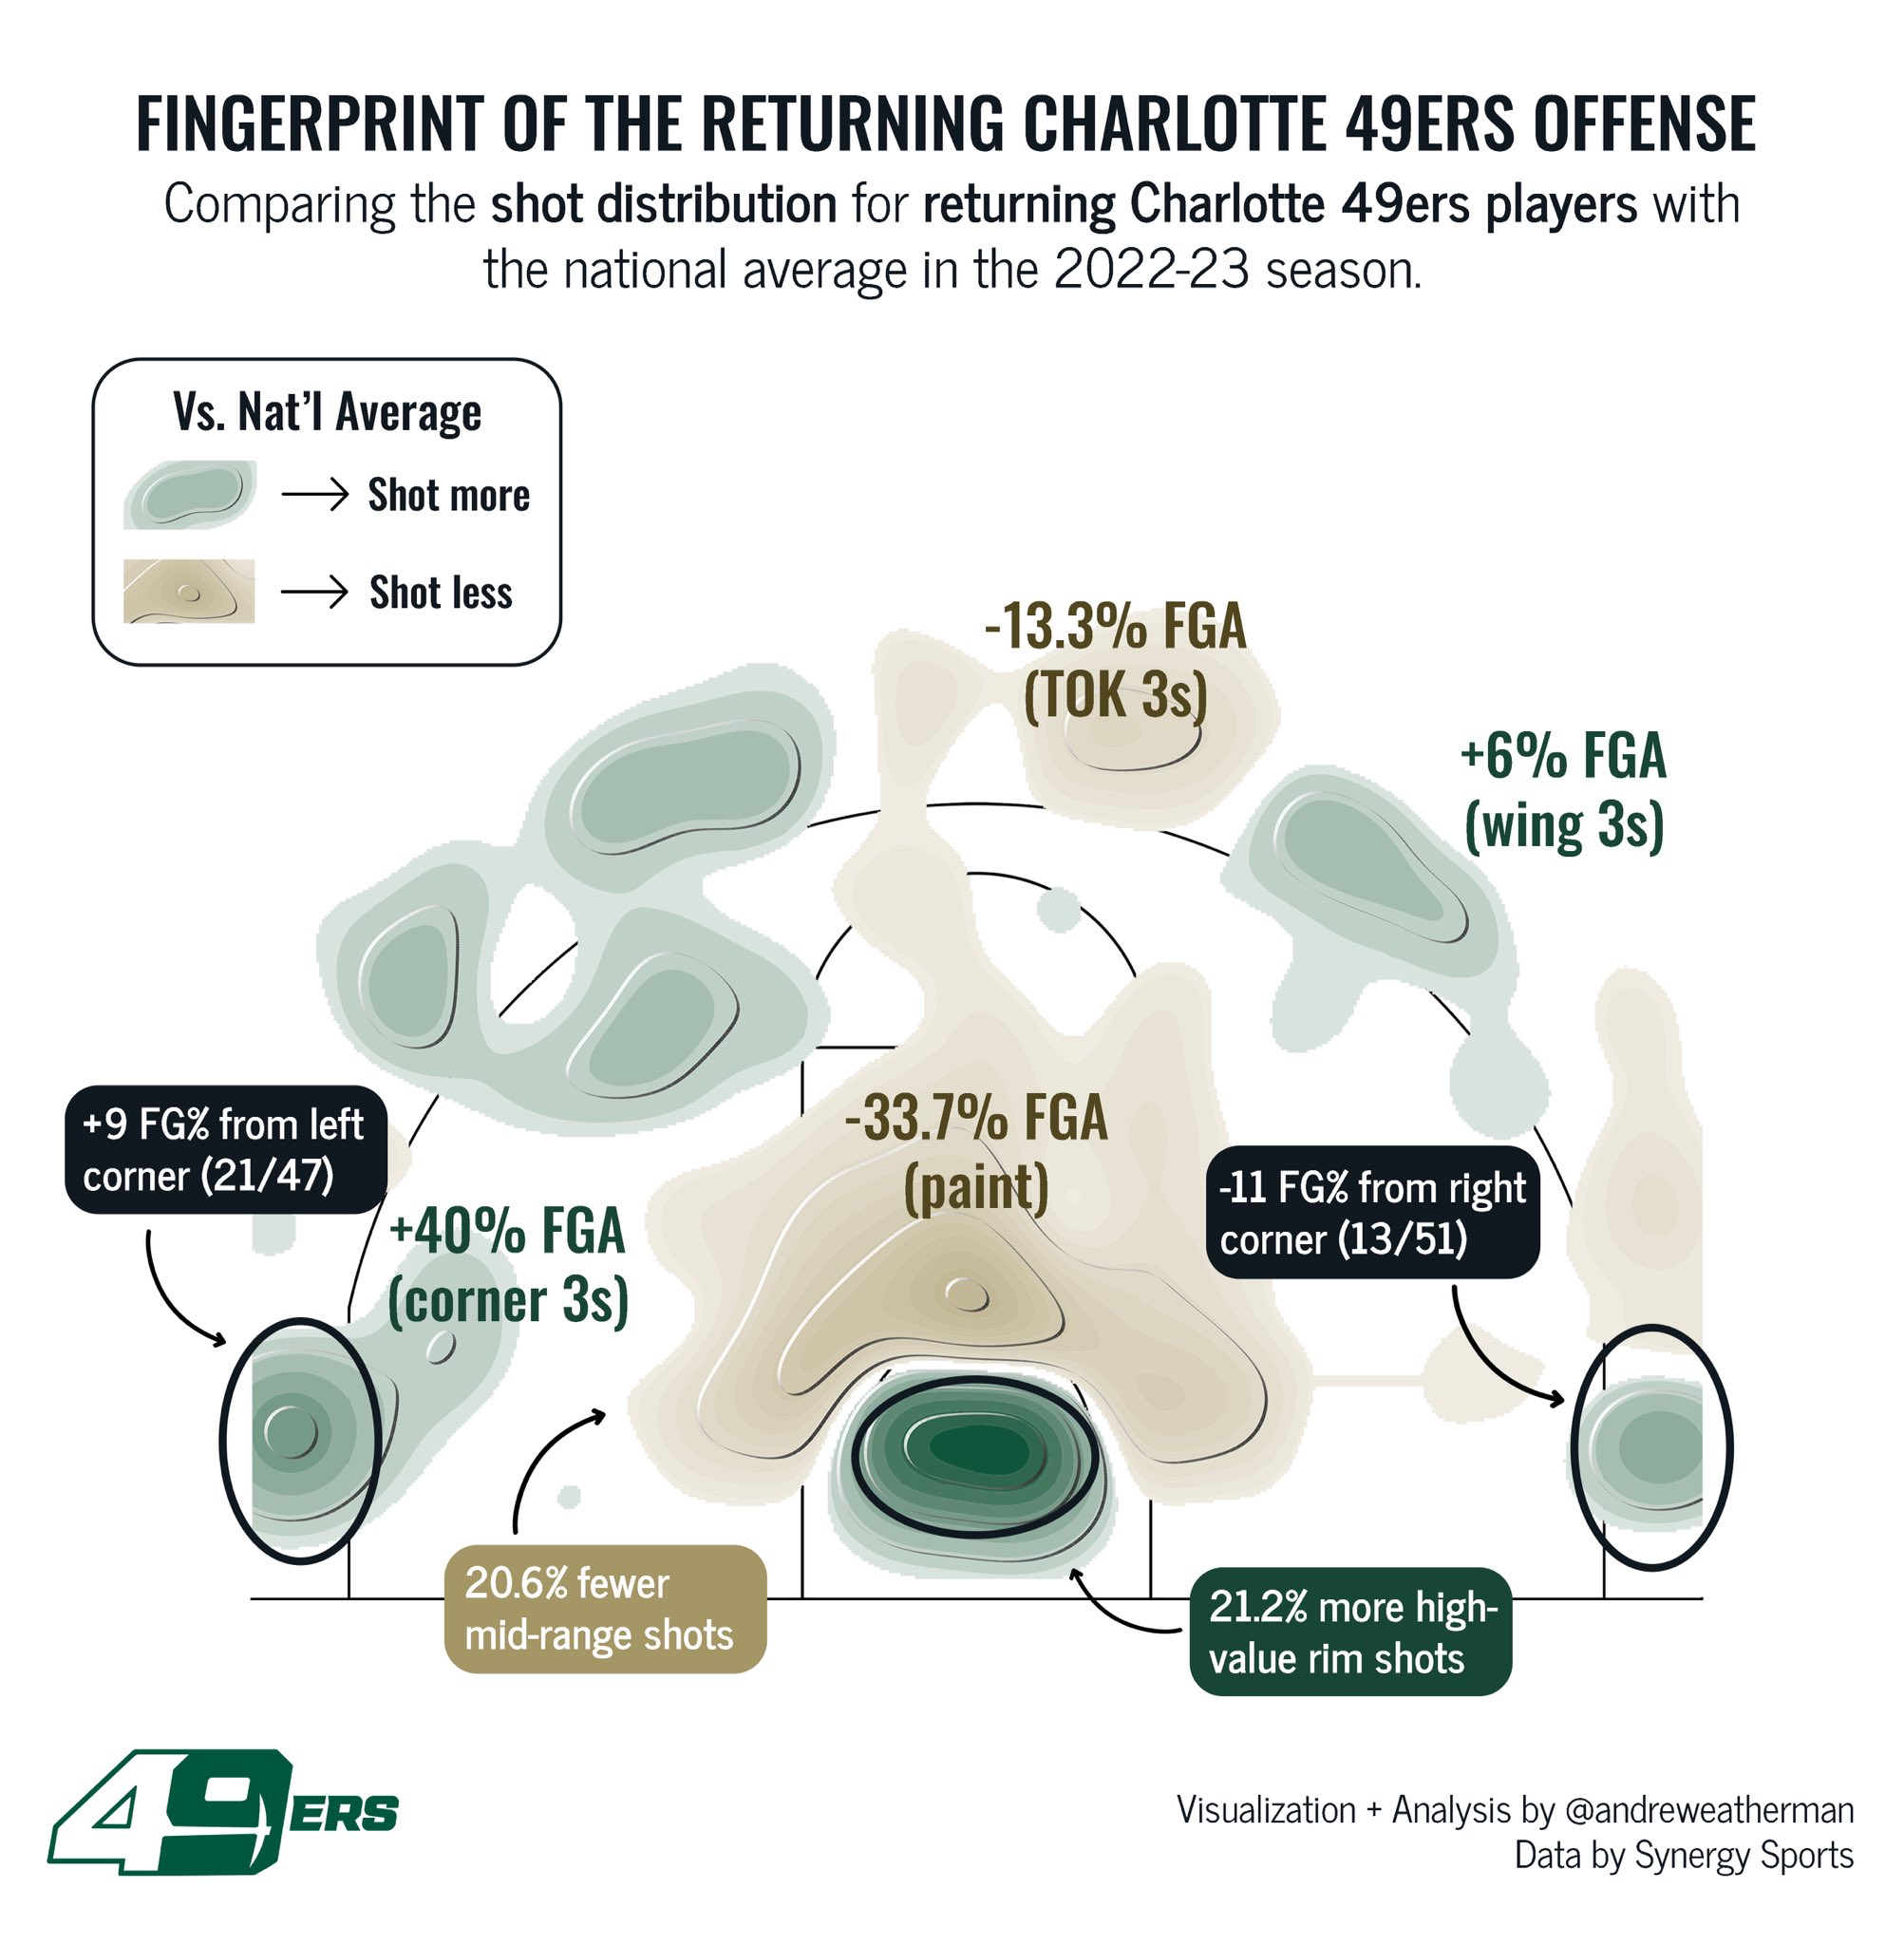 FINGERPRINT OF THE RETURNING CHARLOTTE 49ERS OFFENSE
Comparing the shot distribution for returning Charlotte 49ers players with
the national average in the 2022-23 season.
Vs. Nat'l Average
Shot more
Shot less
-13.3% FGA
(TOK 3s)
+6% FGA
(wing 3s)
+9 FG% from left
corner (21/47)
-33.7% FGA
(paint)
-11 FG% from right
corner (13/51)
+40% FGA
(corner 3s)
20.6% fewer
mid-range shots
21.2% more high-
value rim shots
49ERS
Visualization + Analysis by @andreweatherman
Data by Synergy Sports